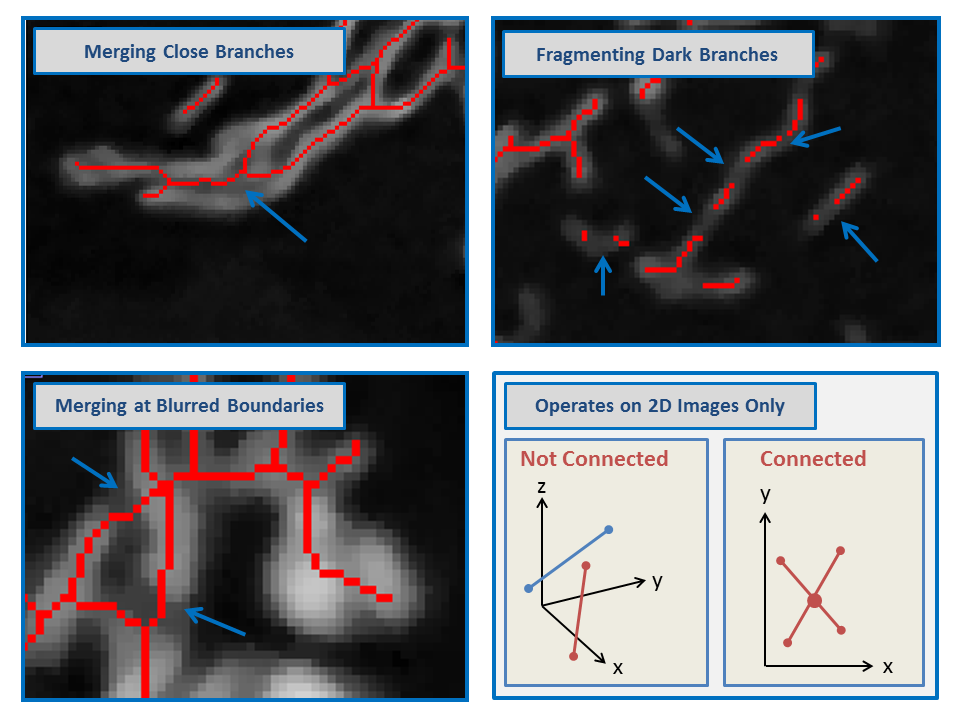 Merging Close Branches
Fragmenting Dark Branches
Merging at Blurred Boundaries
Operates on 2D Images Only
Not Connected
z
y
x
Connected
y
x